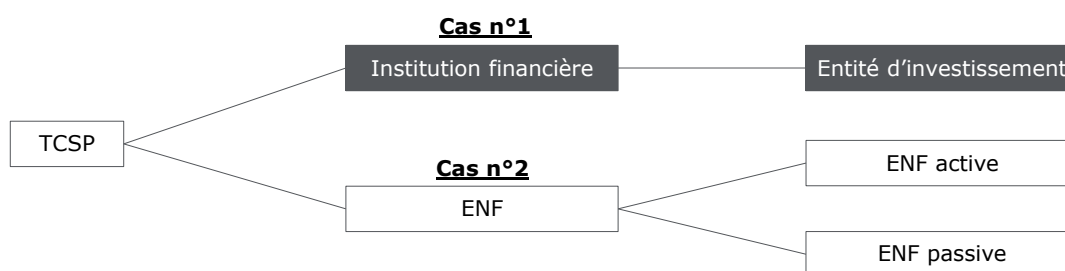 Cas n°1
Institution financière
Entité d’investissement
TCSP
Cas n°2
ENF
ENF active
ENF passive